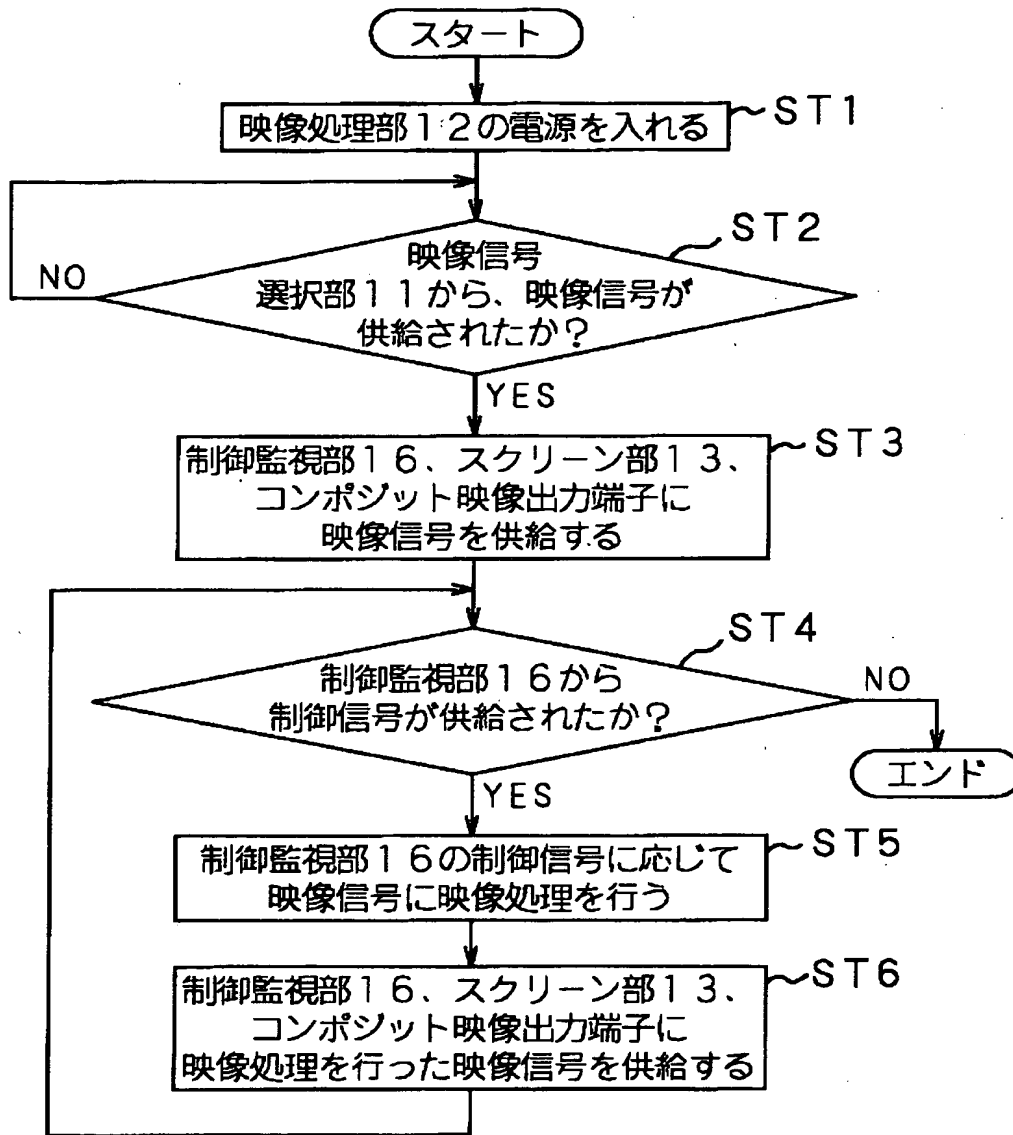 スタート
映像処理部12の電源を入れる
ST1
映像信号
選択部11から、映像信号が
供給されたか?
ST2
NO
YES
制御監視部16、スクリーン部13、
コンポジット映像出力端子に
映像信号を供給する
ST3
制御監視部16から
制御信号が供給されたか?
ST4
NO
エンド
YES
制御監視部16の制御信号に応じて
映像信号に映像処理を行う
ST5
制御監視部16、スクリーン部13、
コンポジット映像出力端子に
映像処理を行った映像信号を供給する
ST6